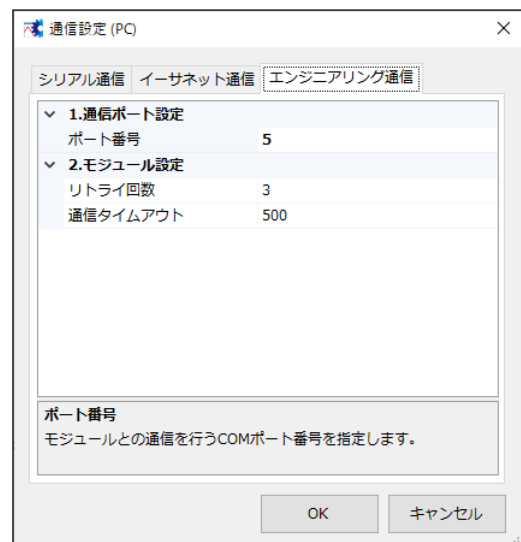 通信設定 (PC)
シリアル通信 イーサネット通信 エンジニアリング通信
1.通信ポート設定
ポート番号 5
2.モジュール設定
リトライ回数 3
通信タイムアウト 500
ポート番号
モジュールとの通信を行うCOMポート番号を指定します。
OK キャンセル